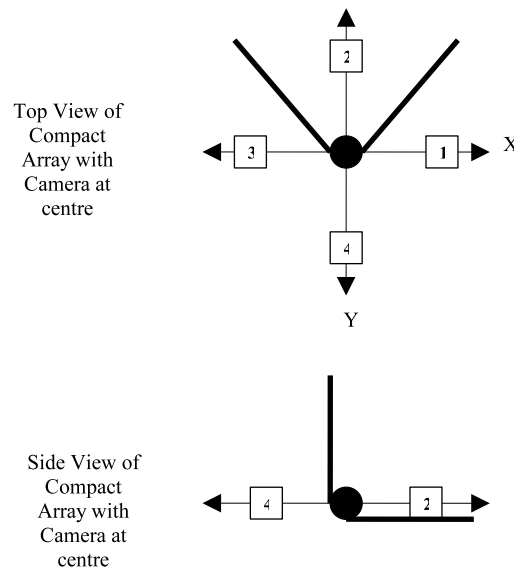 2
Top View of
Compact
Array with
Camera at
centre
3
1
X
4
Y
Side View of
Compact
Array with
Camera at
centre
4
2